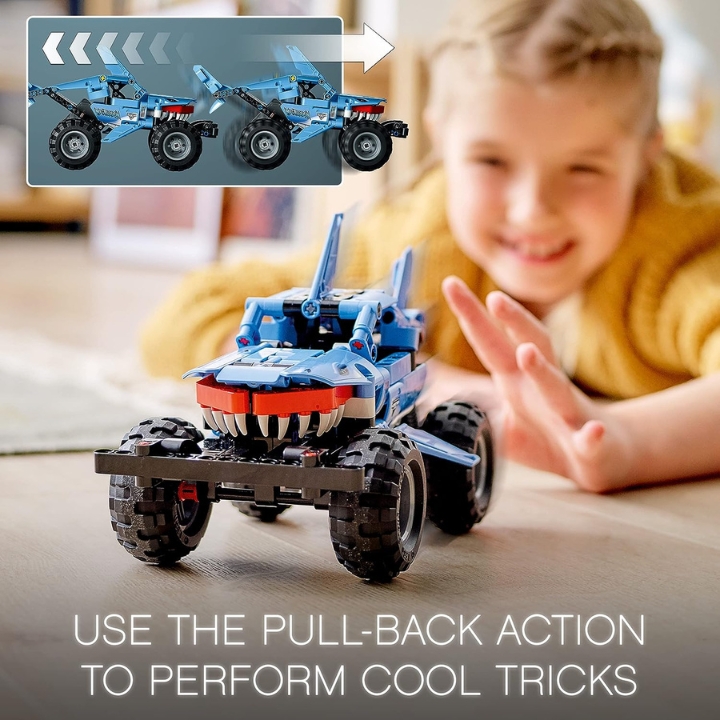 USE THE PULL-BACK ACTION
TO PERFORM COOL TRICKS